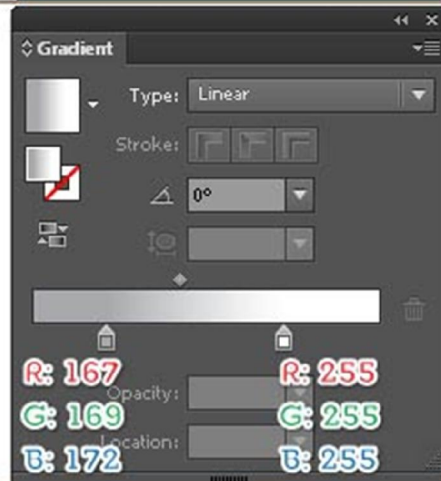 Gradient
Type: Linear
Stroke:
0°
R: 167 R: 255
Opacity:
G: 169 G: 255
Location:
B: 172 B: 255